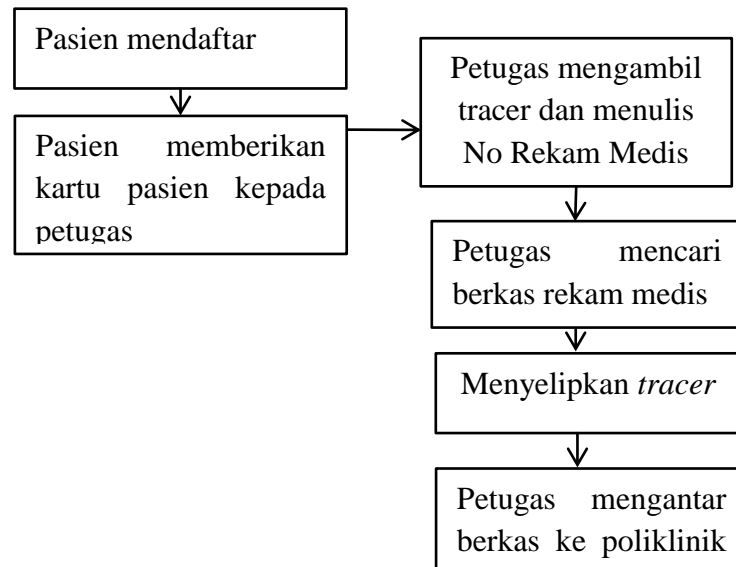 Pasien mendaftar
Pasien memberikan
kartu pasien kepada
petugas
Petugas mengambil
tracer dan menulis
No Rekam Medis
Petugas mencari
berkas rekam medis
Menyelipkan tracer
Petugas mengantar
berkas ke poliklinik